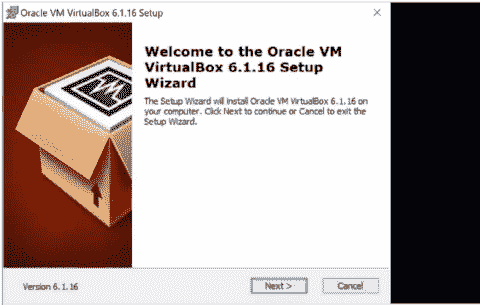 Oracle VM VirtualBox 6.1.16 Setup
Welcome to the Oracle VM
VirtualBox 6.1.16 Setup
Wizard
The Setup Wizard will install Oracle VM VirtualBox 6.1.16 on
your computer. Click Next to continue or Cancel to exit the
Setup Wizard.
Version 6.1.16
Next >
Cancel